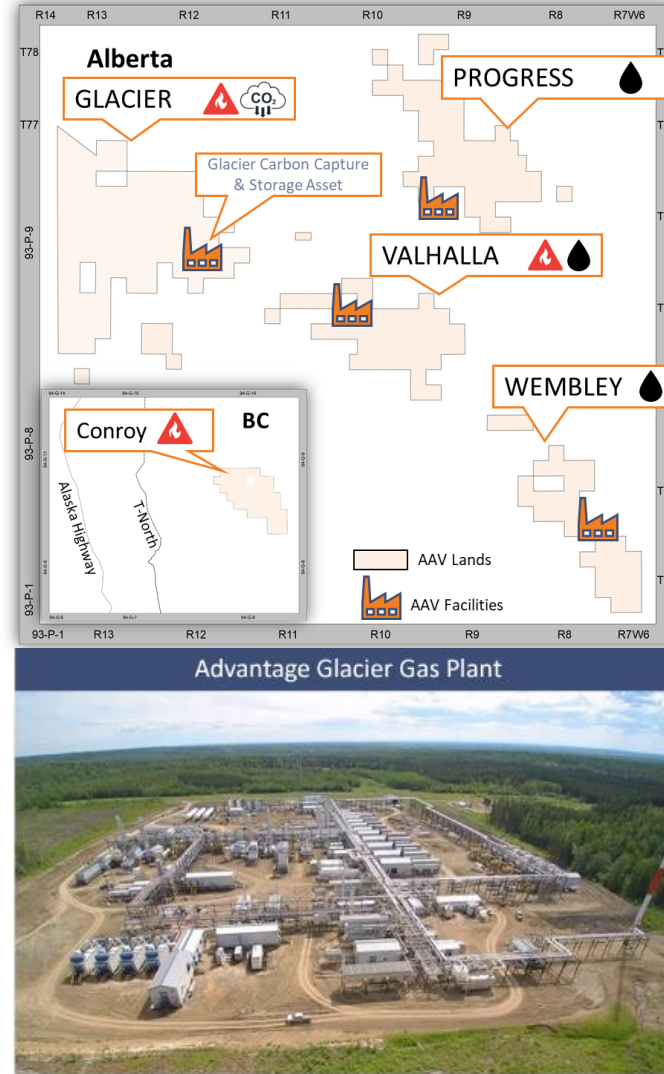 R14 R13 R12 R11 R10 R9 R8 R7W6
T78
Alberta
PROGRESS
GLACIER
CO₂
T77
Glacier Carbon Capture
& Storage Asset
93-P-9
VALHALLA
WEMBLEY
93-P-8
Conroy
BC
Alaska Highway
T-North
AAV Lands
AAV Facilities
93-P-1
93-P-1 R13 R12 R11 R10 R9 R8 R7W6
Advantage Glacier Gas Plant